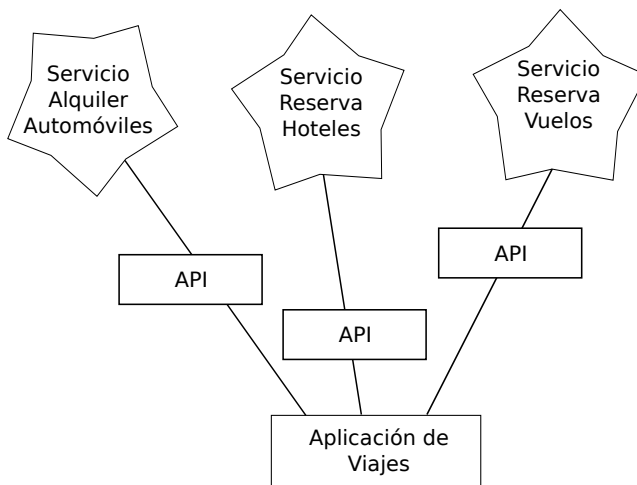 Servicio
Alquiler
Automóviles
Servicio
Reserva
Hoteles
Servicio
Reserva
Vuelos
API
API
API
Aplicación de
Viajes